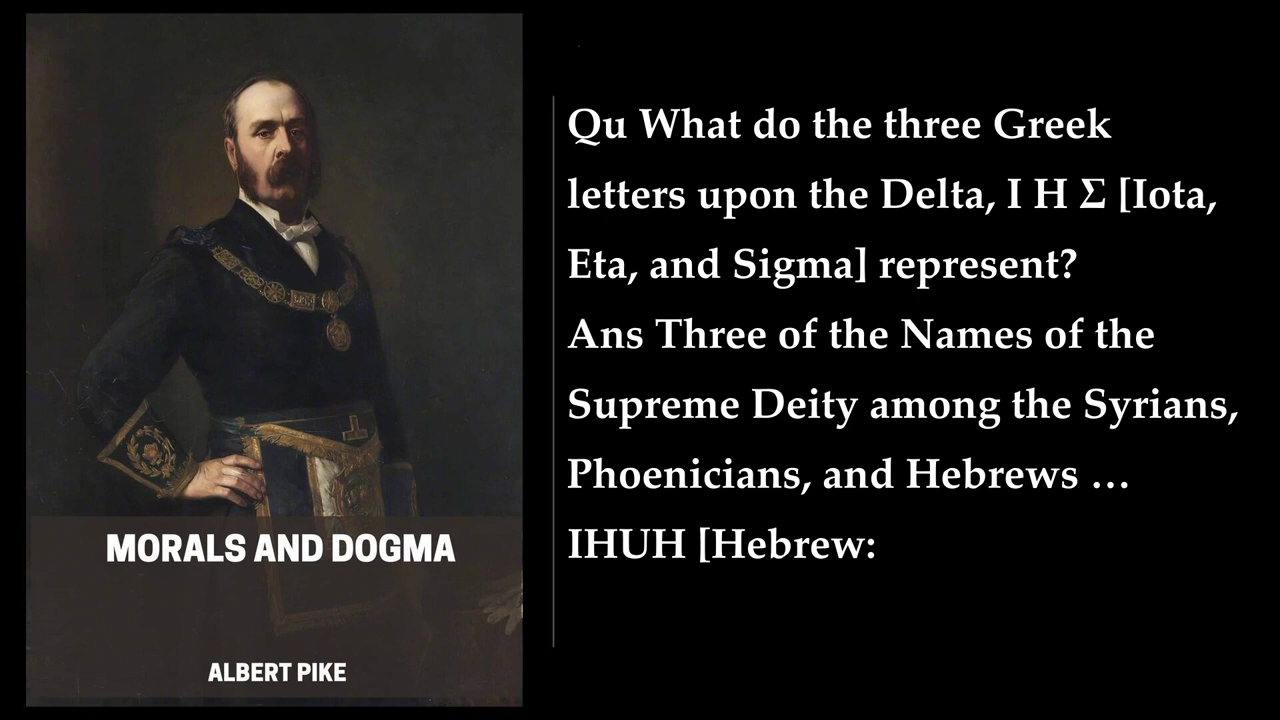 MORALS AND DOGMA
ALBERT PIKE
Qu What do the three Greek
letters upon the Delta, I H Σ [Iota,
Eta, and Sigma] represent?
Ans Three of the Names of the
Supreme Deity among the Syrians,
Phoenicians, and Hebrews …
IHUH [Hebrew: